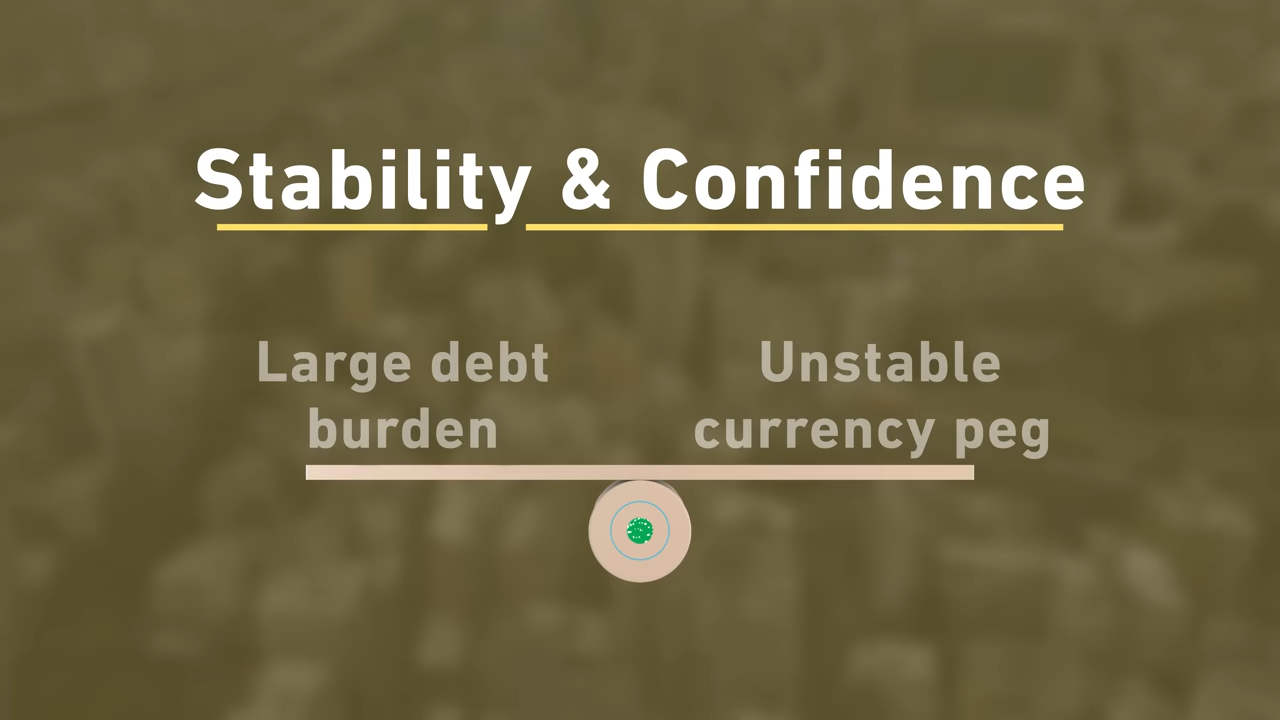 Stability & Confidence
Large debt
burden
Unstable
currency peg